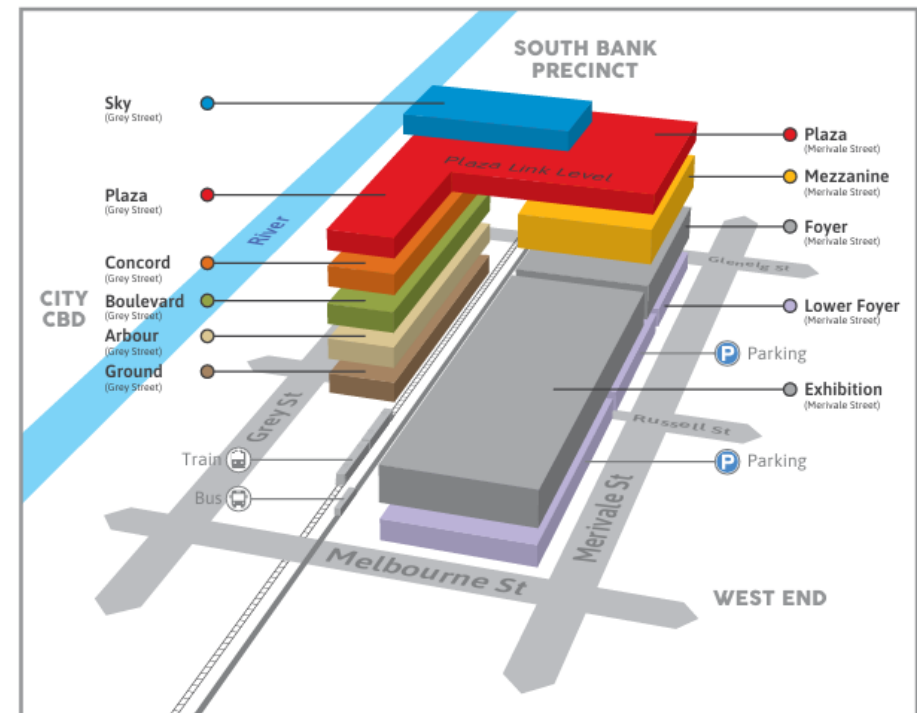 SOUTH BANK
PRECINCT
Sky
(Grey Street)
Plaza
(Merivale Street)
Plaza Link Level
Mezzanine
(Merivale Street)
Plaza
(Grey Street)
River
Foyer
(Merivale Street)
Concord
(Grey Street)
Glenelg St
CITY
CBD
Boulevard
(Grey Street)
Lower Foyer
(Merivale Street)
Arbour
(Grey Street)
P Parking
Ground
(Grey Street)
Exhibition
(Merivale Street)
Grey St
Russell St
Train
P Parking
Bus
Merivale St
Melbourne St
WEST END